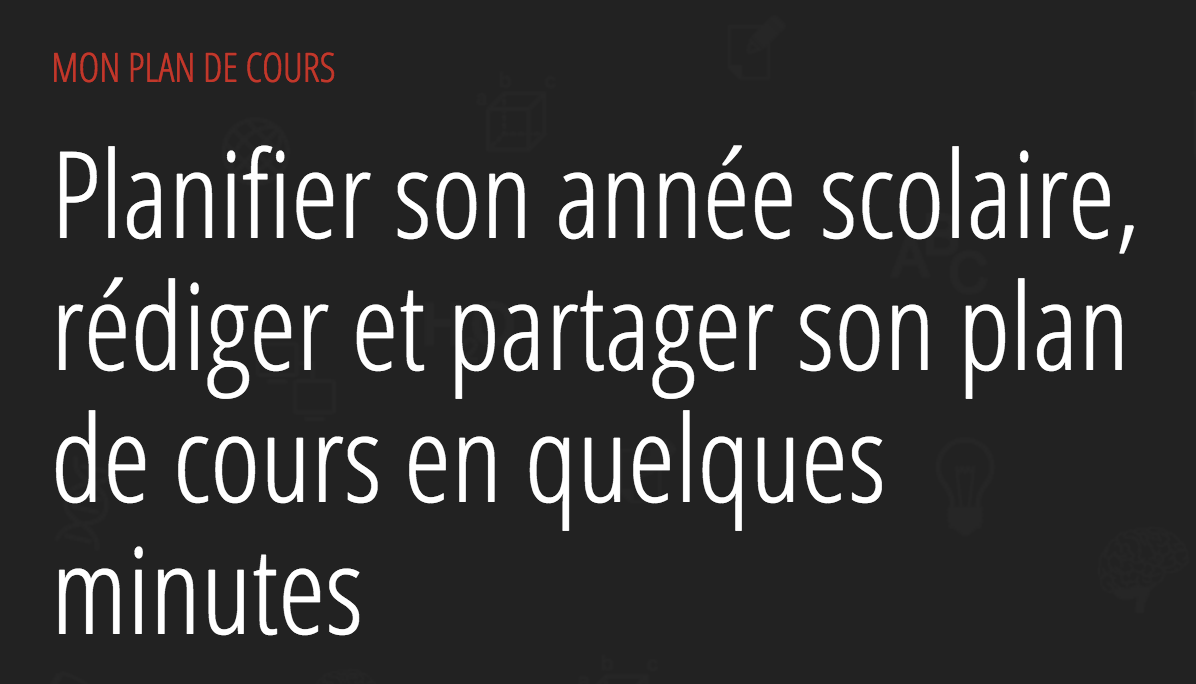 MON PLAN DE COURS
Planifier son année scolaire,
rédiger et partager son plan
de cours en quelques
minutes
A B C